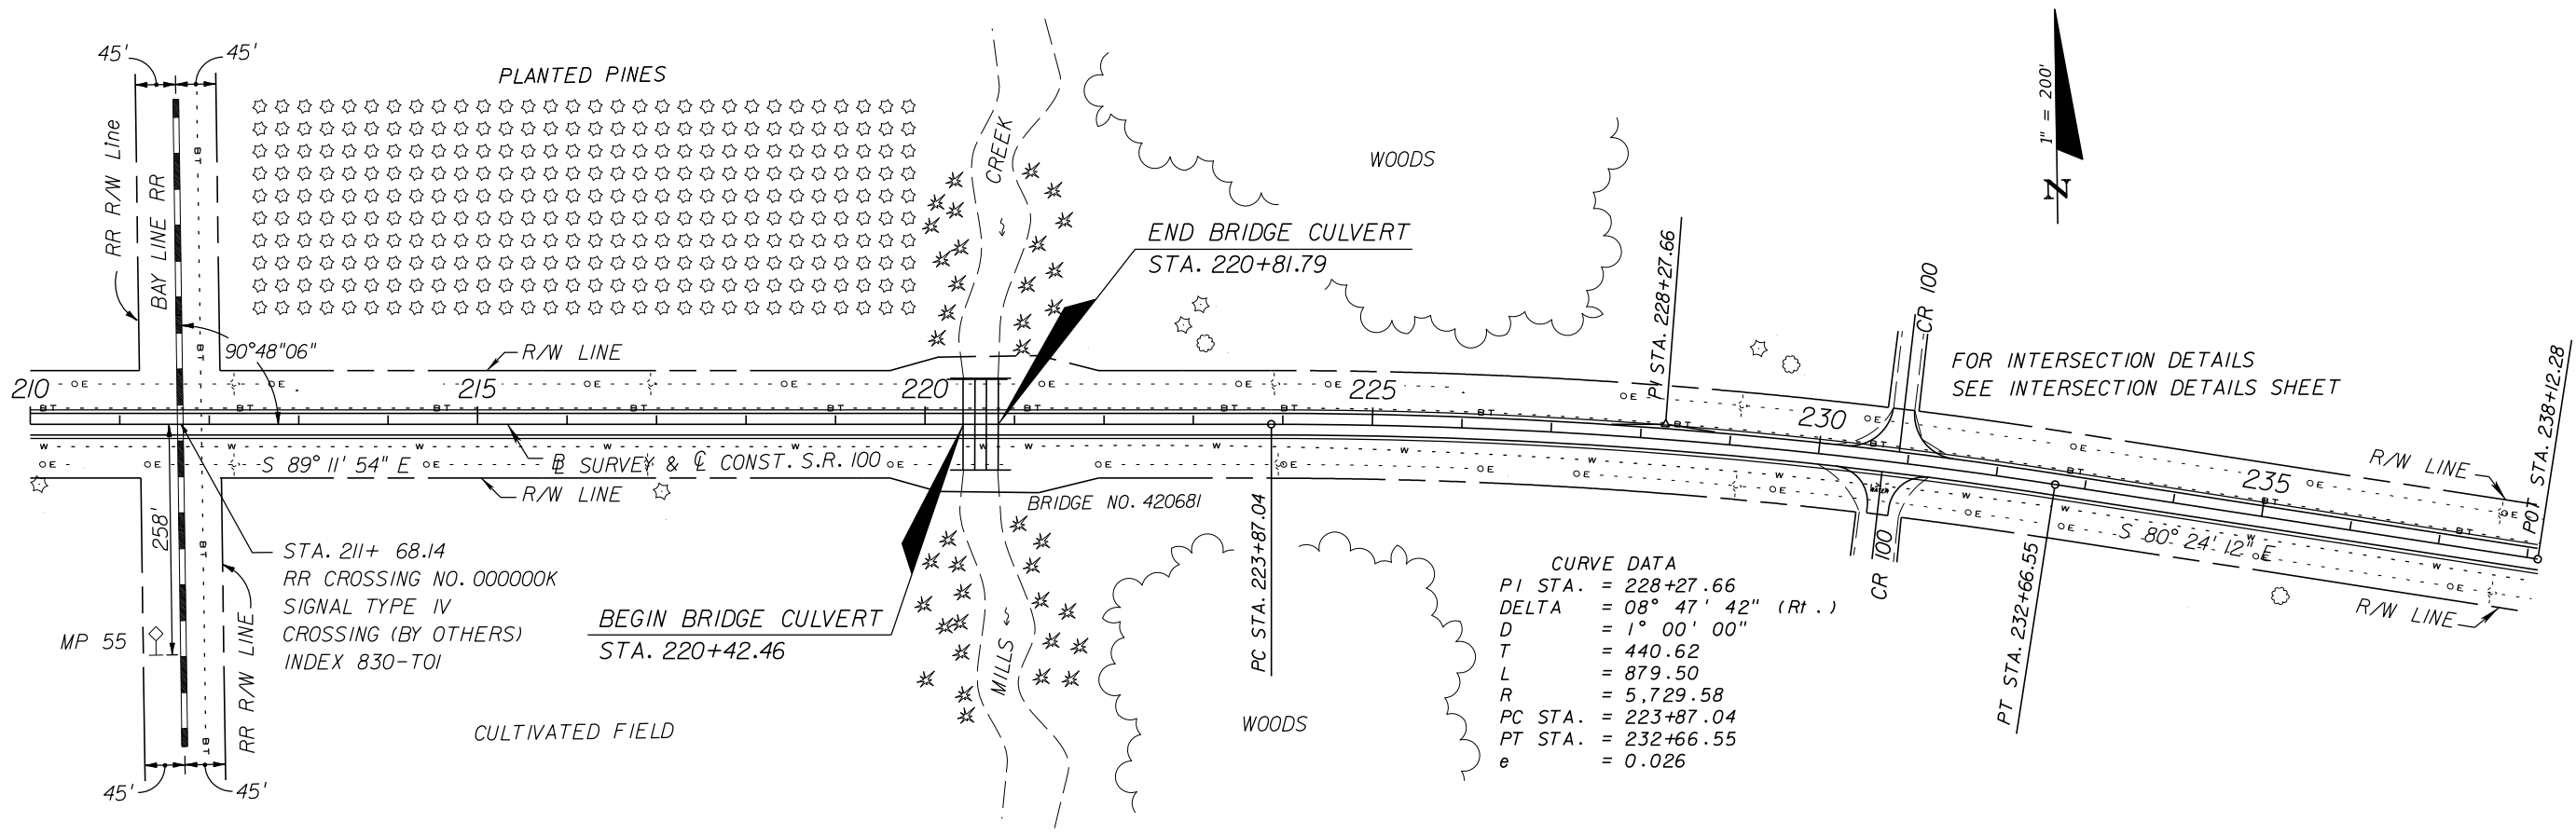 45'
45'
PLANTED PINES
RR R/W Line
BAY LINE RR
BT
CREEK
WOODS
1" = 200'
N
END BRIDGE CULVERT
STA. 220+81.79
PI STA. 228+27.66
CR 100
FOR INTERSECTION DETAILS
SEE INTERSECTION DETAILS SHEET
90°48"06"
R/W LINE
210
215
220
225
230
235
OE
BT
W
S 89° 11' 54" E
B SURVEY & C CONST. S.R. 100
R/W LINE
BRIDGE NO. 420681
R/W LINE
POT STA. 238+12.28
WATER
S 80° 24' 12" E
R/W LINE
258'
STA. 211+ 68.14
RR CROSSING NO. 000000K
SIGNAL TYPE IV
CROSSING (BY OTHERS)
INDEX 830-T01
MP 55
RR R/W LINE
BEGIN BRIDGE CULVERT
STA. 220+42.46
MILLS
PC STA. 223+87.04
CR 100
PT STA. 232+66.55
CURVE DATA
PI STA. = 228+27.66
DELTA = 08° 47' 42" (Rt.)
D = 1° 00' 00"
T = 440.62
L = 879.50
R = 5,729.58
PC STA. = 223+87.04
PT STA. = 232+66.55
e = 0.026
CULTIVATED FIELD
WOODS
45'
45'